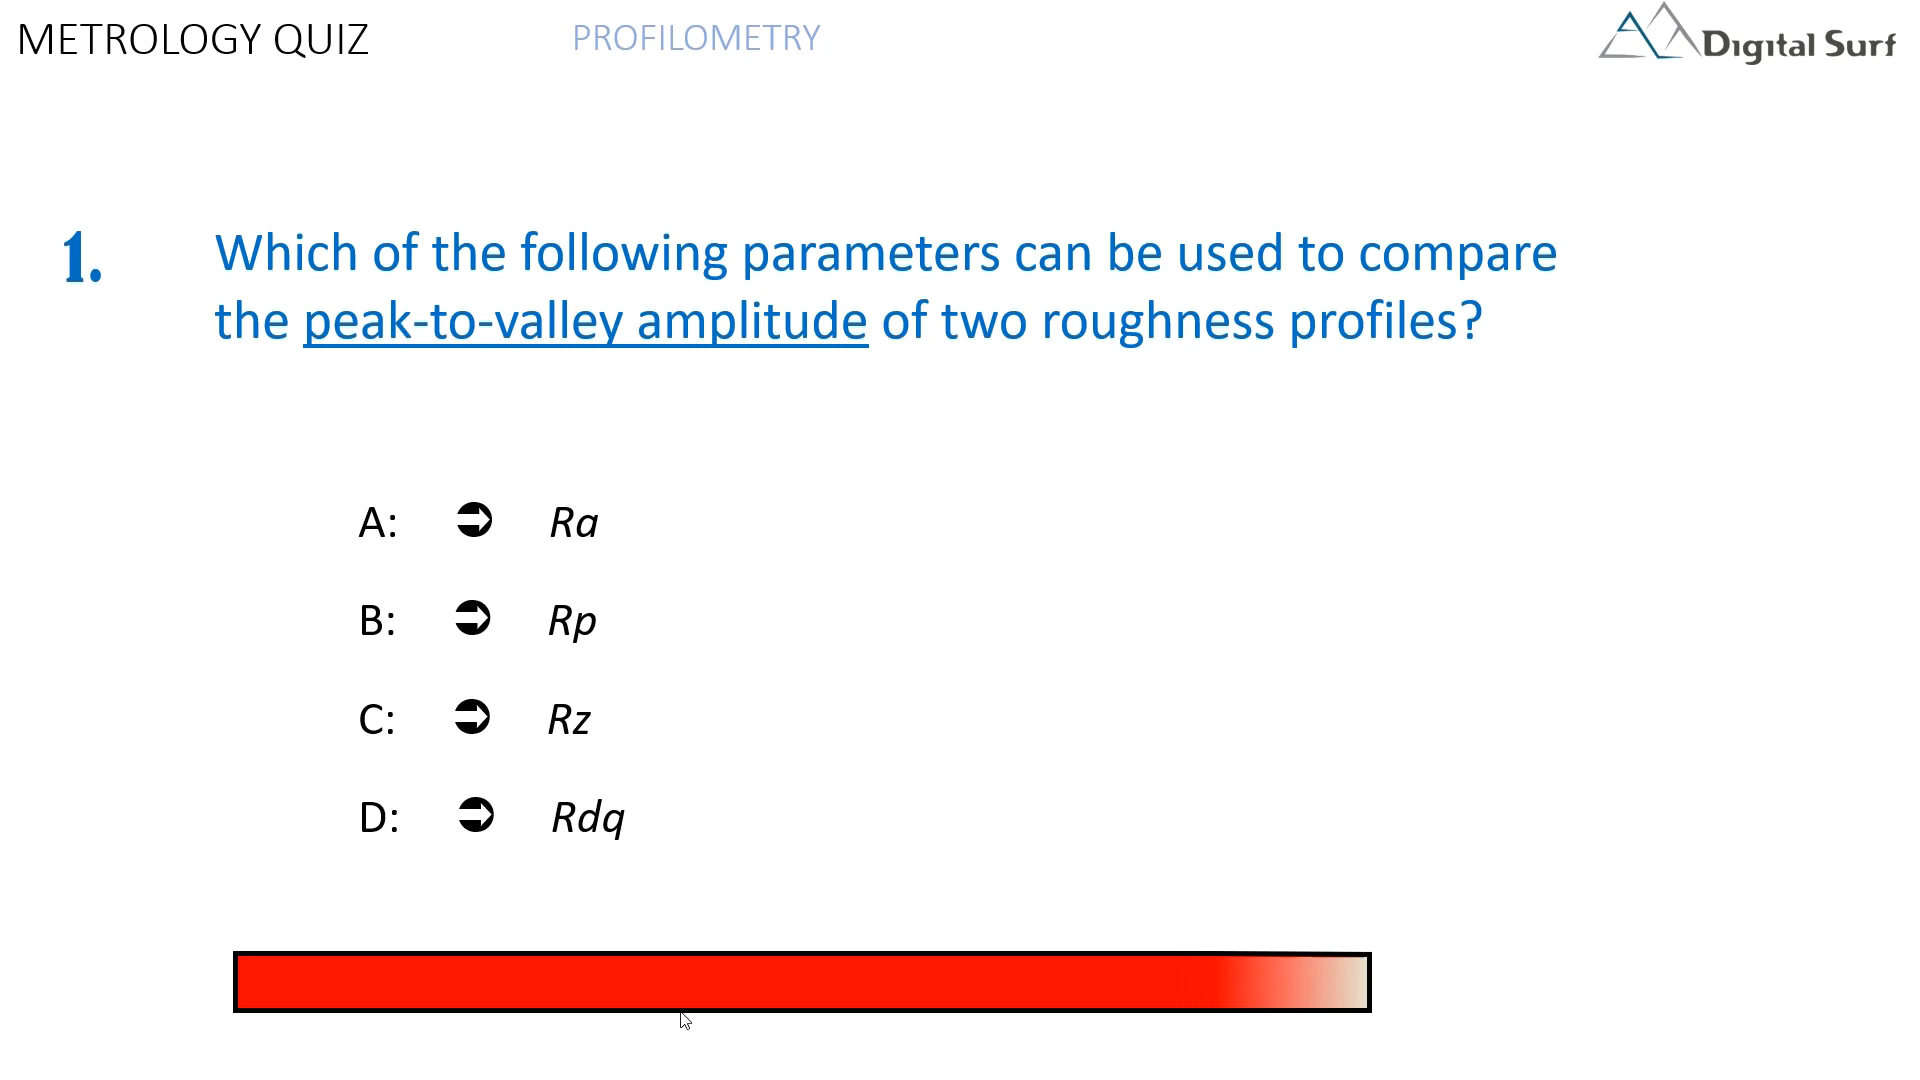 METROLOGY QUIZ
PROFILOMETRY
Digital Surf
1.
Which of the following parameters can be used to compare
the peak-to-valley amplitude of two roughness profiles?
A: ➲ Ra
B: ➲ Rp
C: ➲ Rz
D: ➲ Rdq